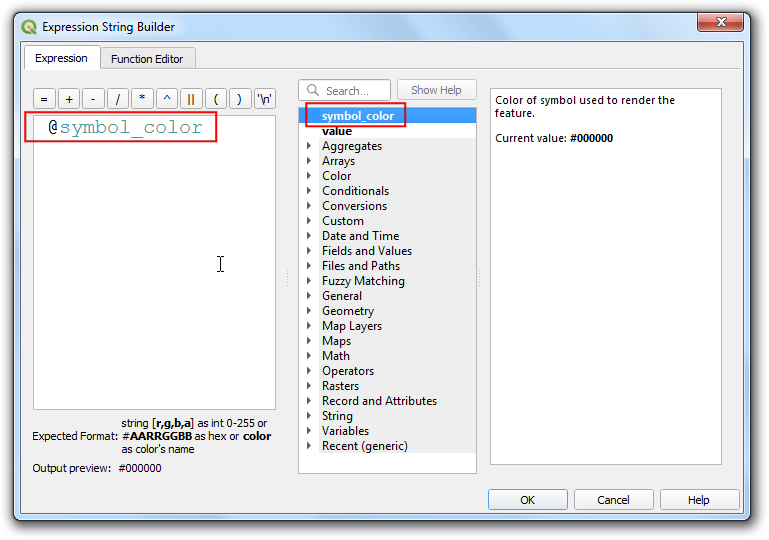 Expression String Builder
Expression
Function Editor
= + - / * ^ || ( ) '\n'
@symbol_color
Expected Format:
string [r,g,b,a] as int 0-255 or
#AARRGGBB as hex or color
as color's name
Output preview: #000000
Search...
Show Help
symbol_color
value
Aggregates
Arrays
Color
Conditionals
Conversions
Custom
Date and Time
Fields and Values
Files and Paths
Fuzzy Matching
General
Geometry
Map Layers
Maps
Math
Operators
Rasters
Record and Attributes
String
Variables
Recent (generic)
Color of symbol used to render the
feature.
Current value: #000000
OK
Cancel
Help